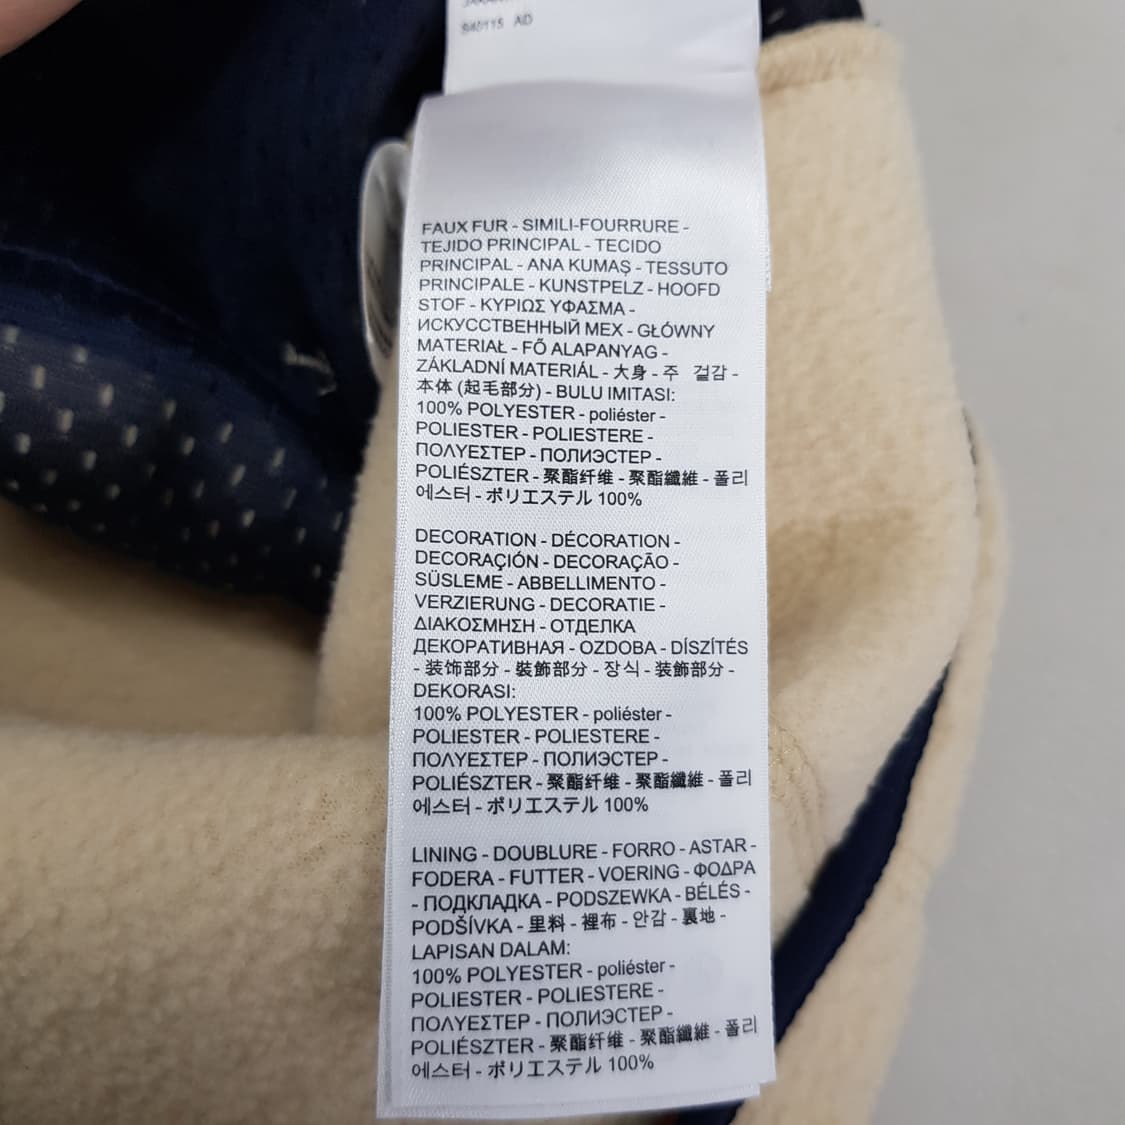 S40115 AD
FAUX FUR - SIMILI-FOURRURE -
TEJIDO PRINCIPAL - TECIDO
PRINCIPAL - ANA KUMAŞ - TESSUTO
PRINCIPALE - KUNSTPELZ - HOOFD
STOF - ΚΥΡΙΩΣ ΥΦΑΣΜΑ -
ИСКУССТВЕННЫЙ МЕХ - GŁÓWNY
MATERIAŁ - FŐ ALAPANYAG -
ZÁKLADNÍ MATERIÁL - 大身 - 주 겉감 -
本体 (起毛部分) - BULU IMITASI:
100% POLYESTER - poliéster -
POLIESTER - POLIESTERE -
ΠΟΛΥΕΣΤΕΡ - ПОЛИЭСТЕР -
POLIÉSZTER - 聚酯纤维 - 聚酯纖維 - 폴리
에스터 - ポリエステル 100%
DECORATION - DÉCORATION -
DECORAÇIÓN - DECORAÇÃO -
SÜSLEME - ABBELLIMENTO -
VERZIERUNG - DECORATIE -
ΔΙΑΚΟΣΜΗΣΗ - ОТДЕЛКА
ДЕКОРАТИВНАЯ - OZDOBA - DÍSZÍTÉS
- 装饰部分 - 裝飾部分 - 장식 - 装飾部分 -
DEKORASI:
100% POLYESTER - poliéster -
POLIESTER - POLIESTERE -
ΠΟΛΥΕΣΤΕΡ - ПОЛИЭСТЕР -
POLIÉSZTER - 聚酯纤维 - 聚酯纖維 - 폴리
에스터 - ポリエステル 100%
LINING - DOUBLURE - FORRO - ASTAR -
FODERA - FUTTER - VOERING - ΦΟΔΡΑ
- ПОДКЛАДКА - PODSZEWKA - BÉLÉS -
PODŠÍVKA - 里料 - 裡布 - 안감 - 裏地 -
LAPISAN DALAM:
100% POLYESTER - poliéster -
POLIESTER - POLIESTERE -
ΠΟΛΥΕΣΤΕΡ - ПОЛИЭСТЕР -
POLIÉSZTER - 聚酯纤维 - 聚酯纖維 - 폴리
에스터 - ポリエステル 100%